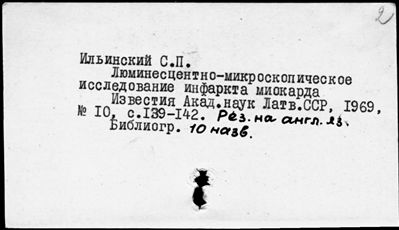 2
Ильинский С.П.
Люминесцентно-микроскопическое
исследование инфаркта миокарда
Известия Акад.наук Латв.ССР, 1969,
№ 10, с.139-142. Рез. на англ. яз.
Библиогр. 10 назв.